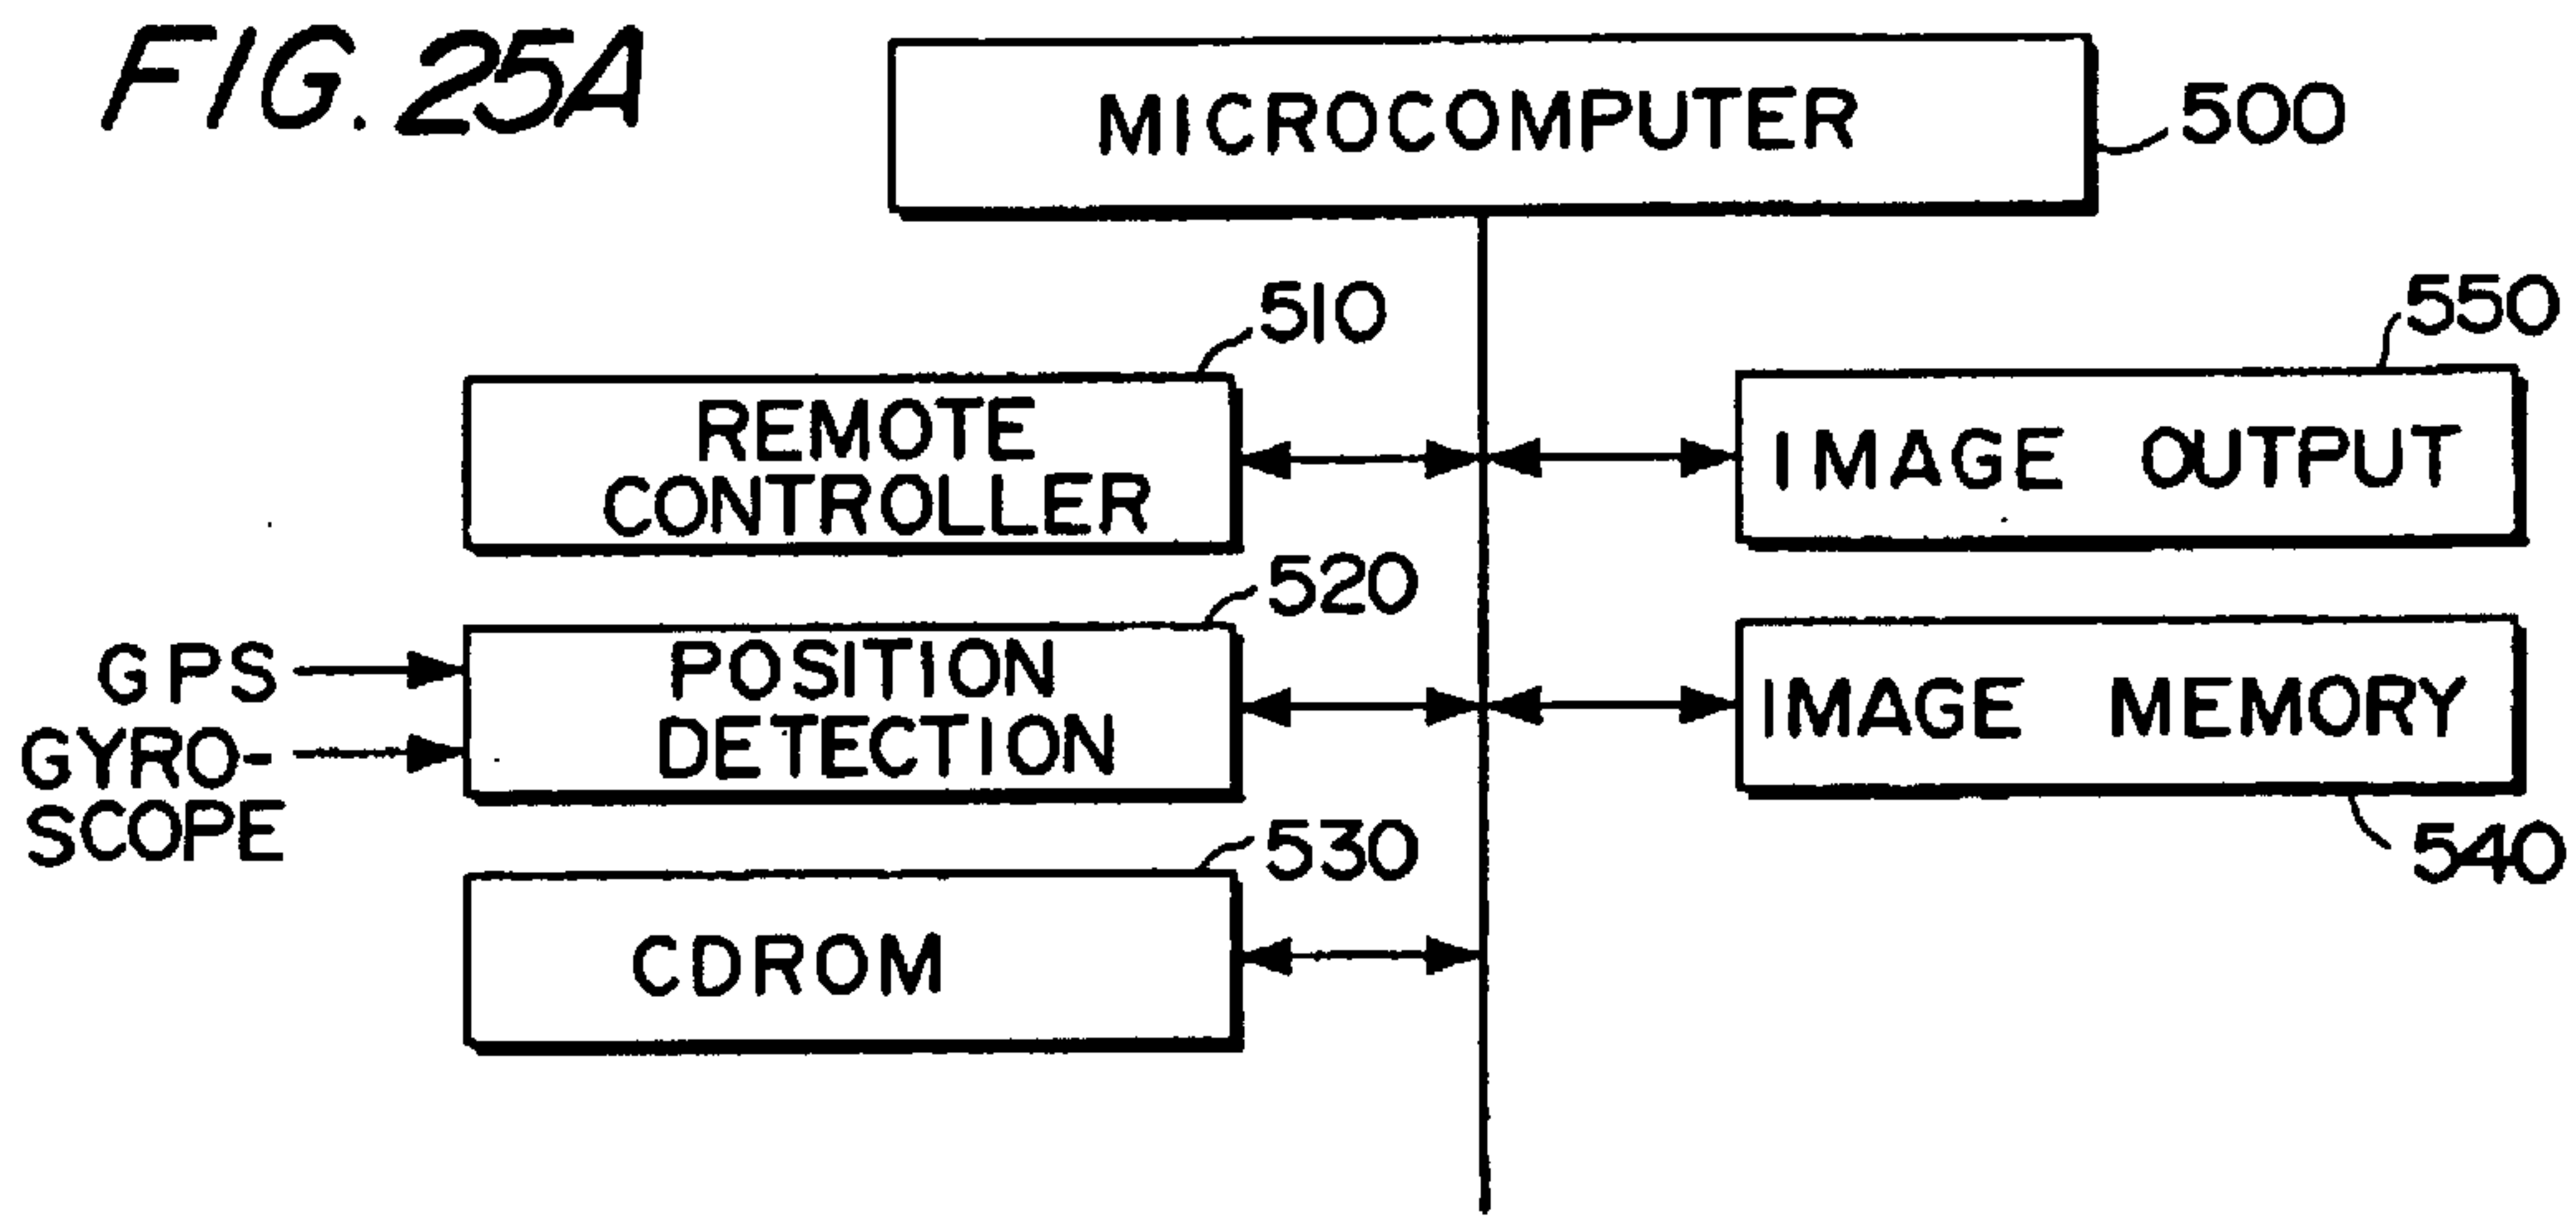 FIG. 25A
MICROCOMPUTER
500
510
REMOTE
CONTROLLER
550
IMAGE OUTPUT
520
GPS
GYRO-
SCOPE
POSITION
DETECTION
IMAGE MEMORY
540
530
CDROM